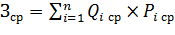 З_ср = ∑_{i=1}^{n} Q_{i ср} × P_{i ср}